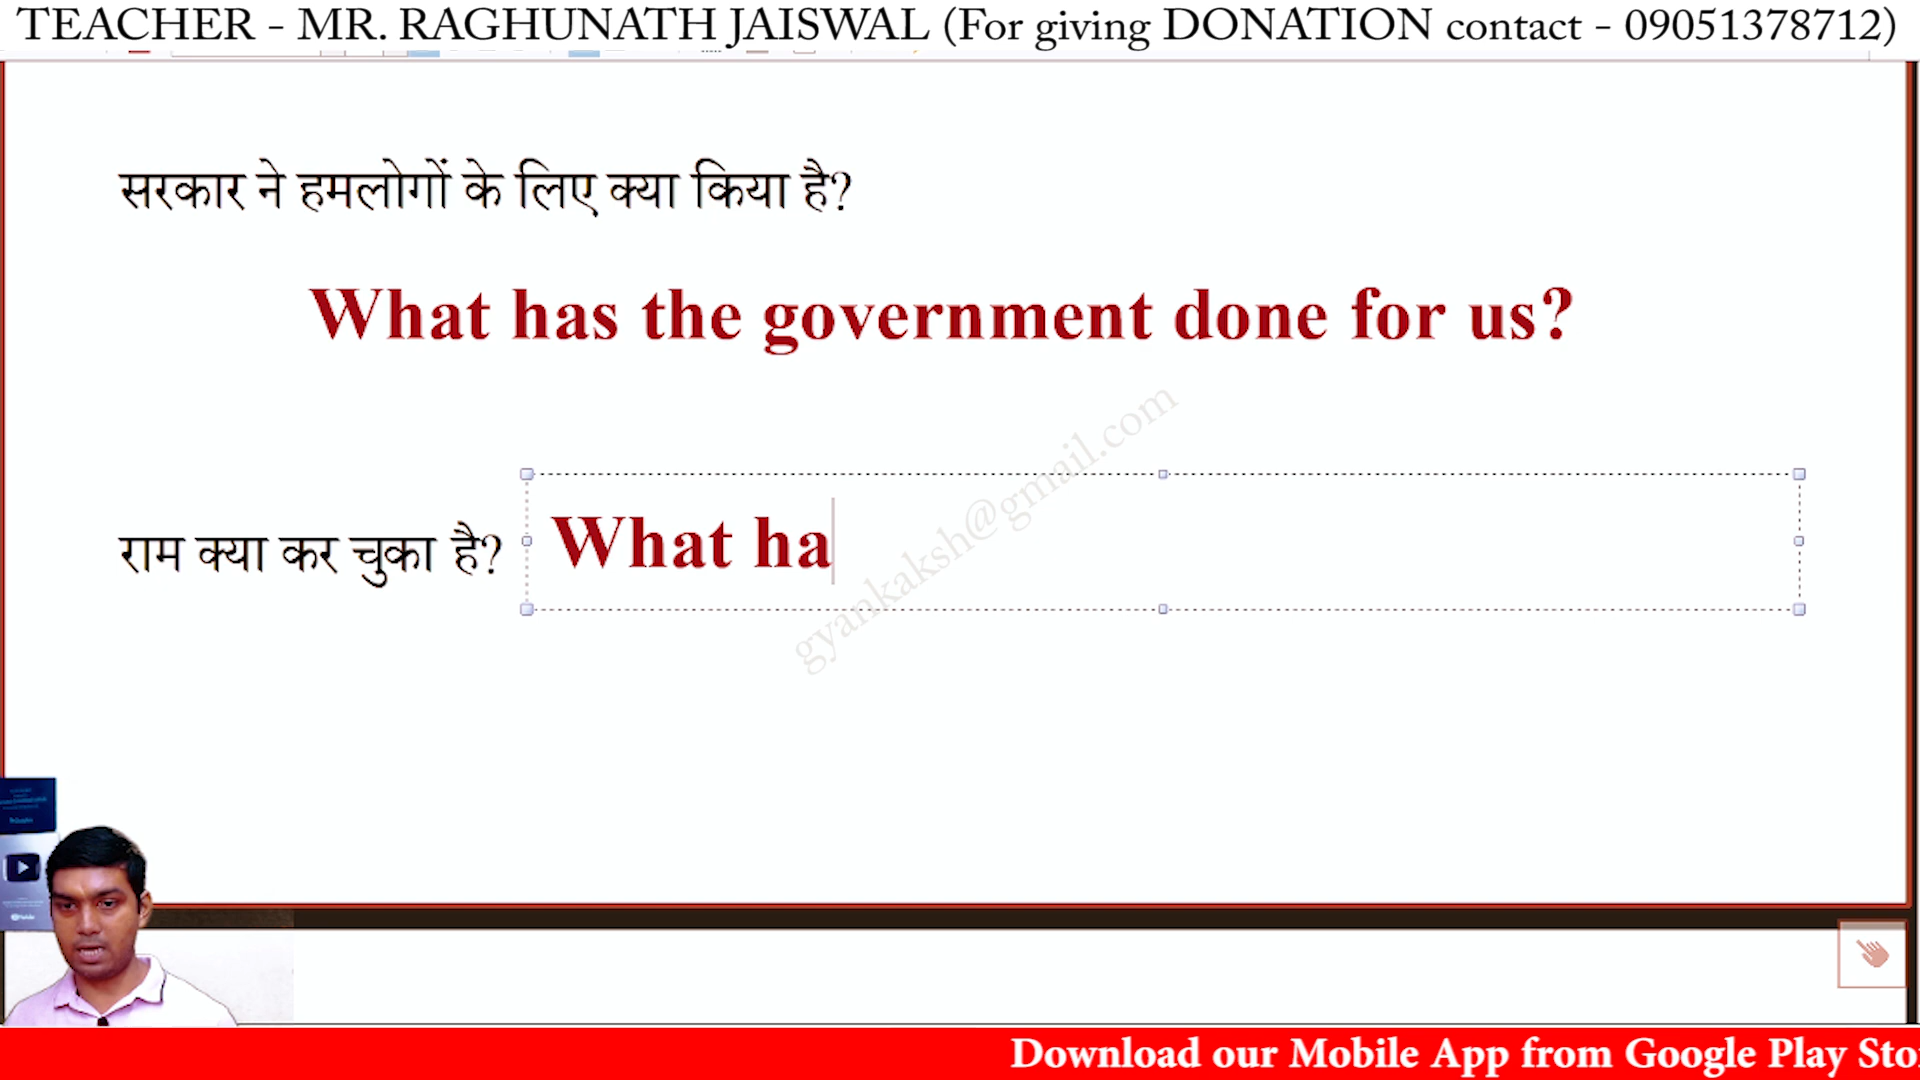 TEACHER - MR. RAGHUNATH JAISWAL (For giving DONATION contact - 09051378712)
सरकार ने हमलोगों के लिए क्या किया है?
What has the government done for us?
राम क्या कर चुका है? What ha
gyankaksh@gmail.com
Download our Mobile App from Google Play Sto